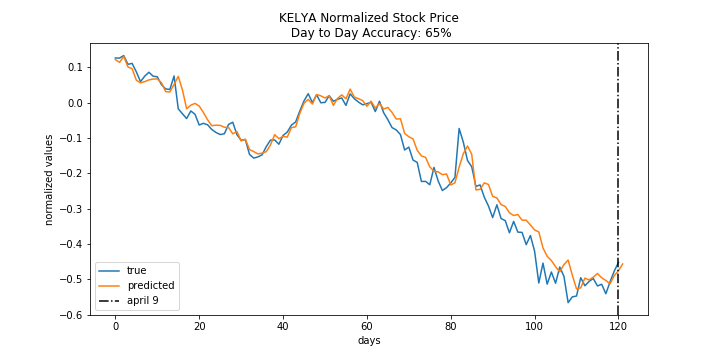 KELYA Normalized Stock Price
Day to Day Accuracy: 65%
normalized values
0.1
0.0
−0.1
−0.2
−0.3
−0.4
−0.5
−0.6
true
predicted
april 9
0 20 40 60 80 100 120
days